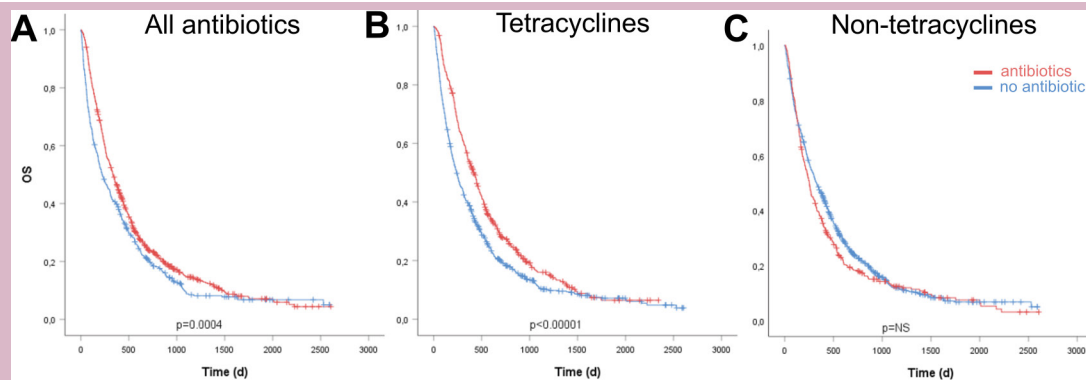 A All antibiotics
B Tetracyclines
C Non-tetracyclines
OS
1,0
0,8
0,6
0,4
0,2
0,0
p=0.0004
0 500 1000 1500 2000 2500 3000
Time (d)
1,0
0,8
0,6
0,4
0,2
0,0
p<0.00001
0 500 1000 1500 2000 2500 3000
Time (d)
antibiotics
no antibiotic
1,0
0,8
0,6
0,4
0,2
0,0
p=NS
0 500 1000 1500 2000 2500 3000
Time (d)